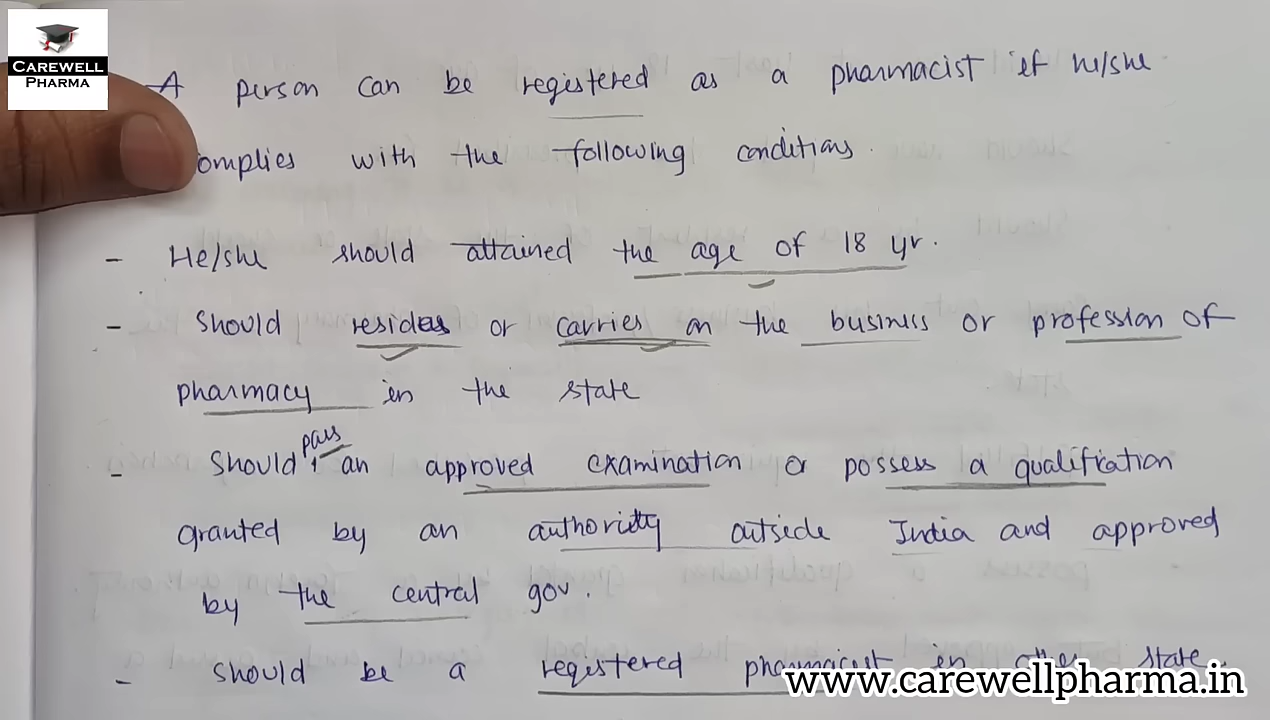 CAREWELL
PHARMA
A person can be registered as a pharmacist if he/she
omplies with the following conditions.
- He/she should attained the age of 18 yr.
- Should resides or carries on the business or profession of
pharmacy in the state
pass
- Should an approved examination or possess a qualification
granted by an authority outside India and approved
by the central gov.
- Should be a registered pharmacist in other state.
www.carewellpharma.in